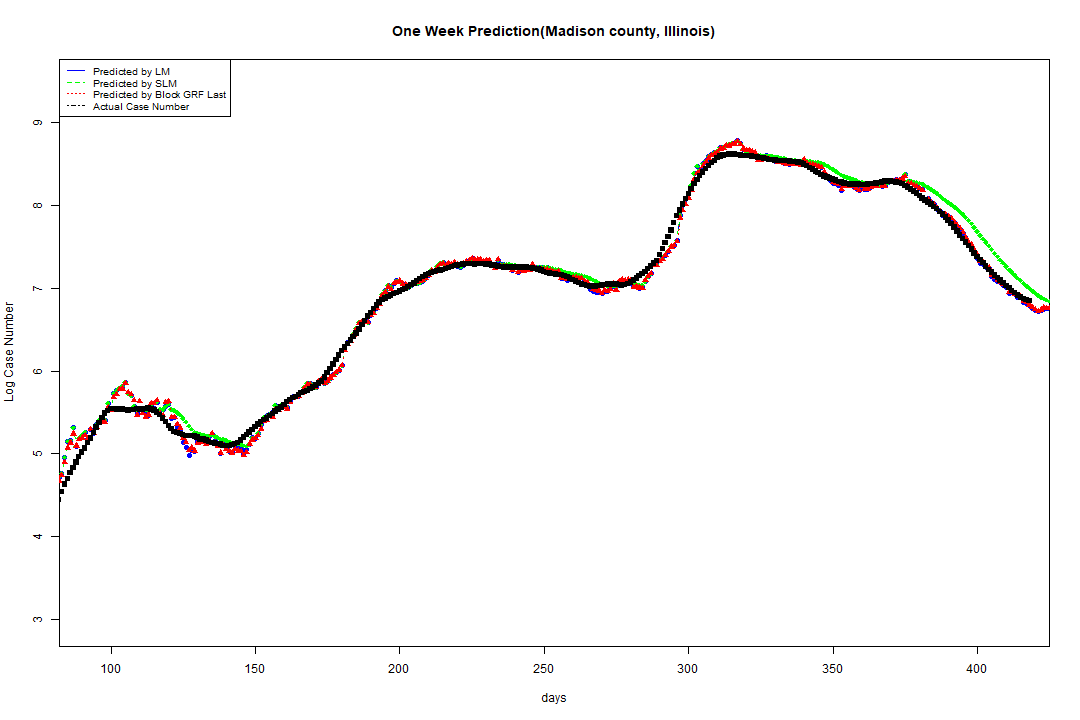 One Week Prediction(Madison county, Illinois)
Predicted by LM
Predicted by SLM
Predicted by Block GRF Last
Actual Case Number
Log Case Number
9
8
7
6
5
4
3
100 150 200 250 300 350 400
days